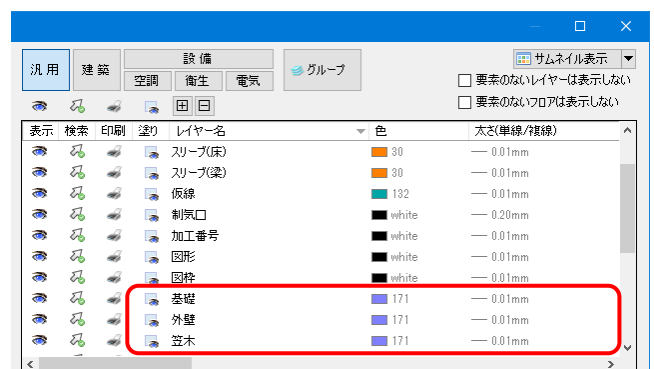 汎用 建築 設備 グループ サムネイル表示
空調 衛生 電気 要素のないレイヤーは表示しない
要素のないフロアは表示しない
表示 検索 印刷 塗り レイヤー名 色 太さ(単線/複線)
スリーブ(床) 30 0.01mm
スリーブ(梁) 30 0.01mm
仮線 132 0.01mm
制気口 white 0.20mm
加工番号 white 0.01mm
図形 white 0.01mm
図枠 white 0.01mm
基礎 171 0.01mm
外壁 171 0.01mm
笠木 171 0.01mm